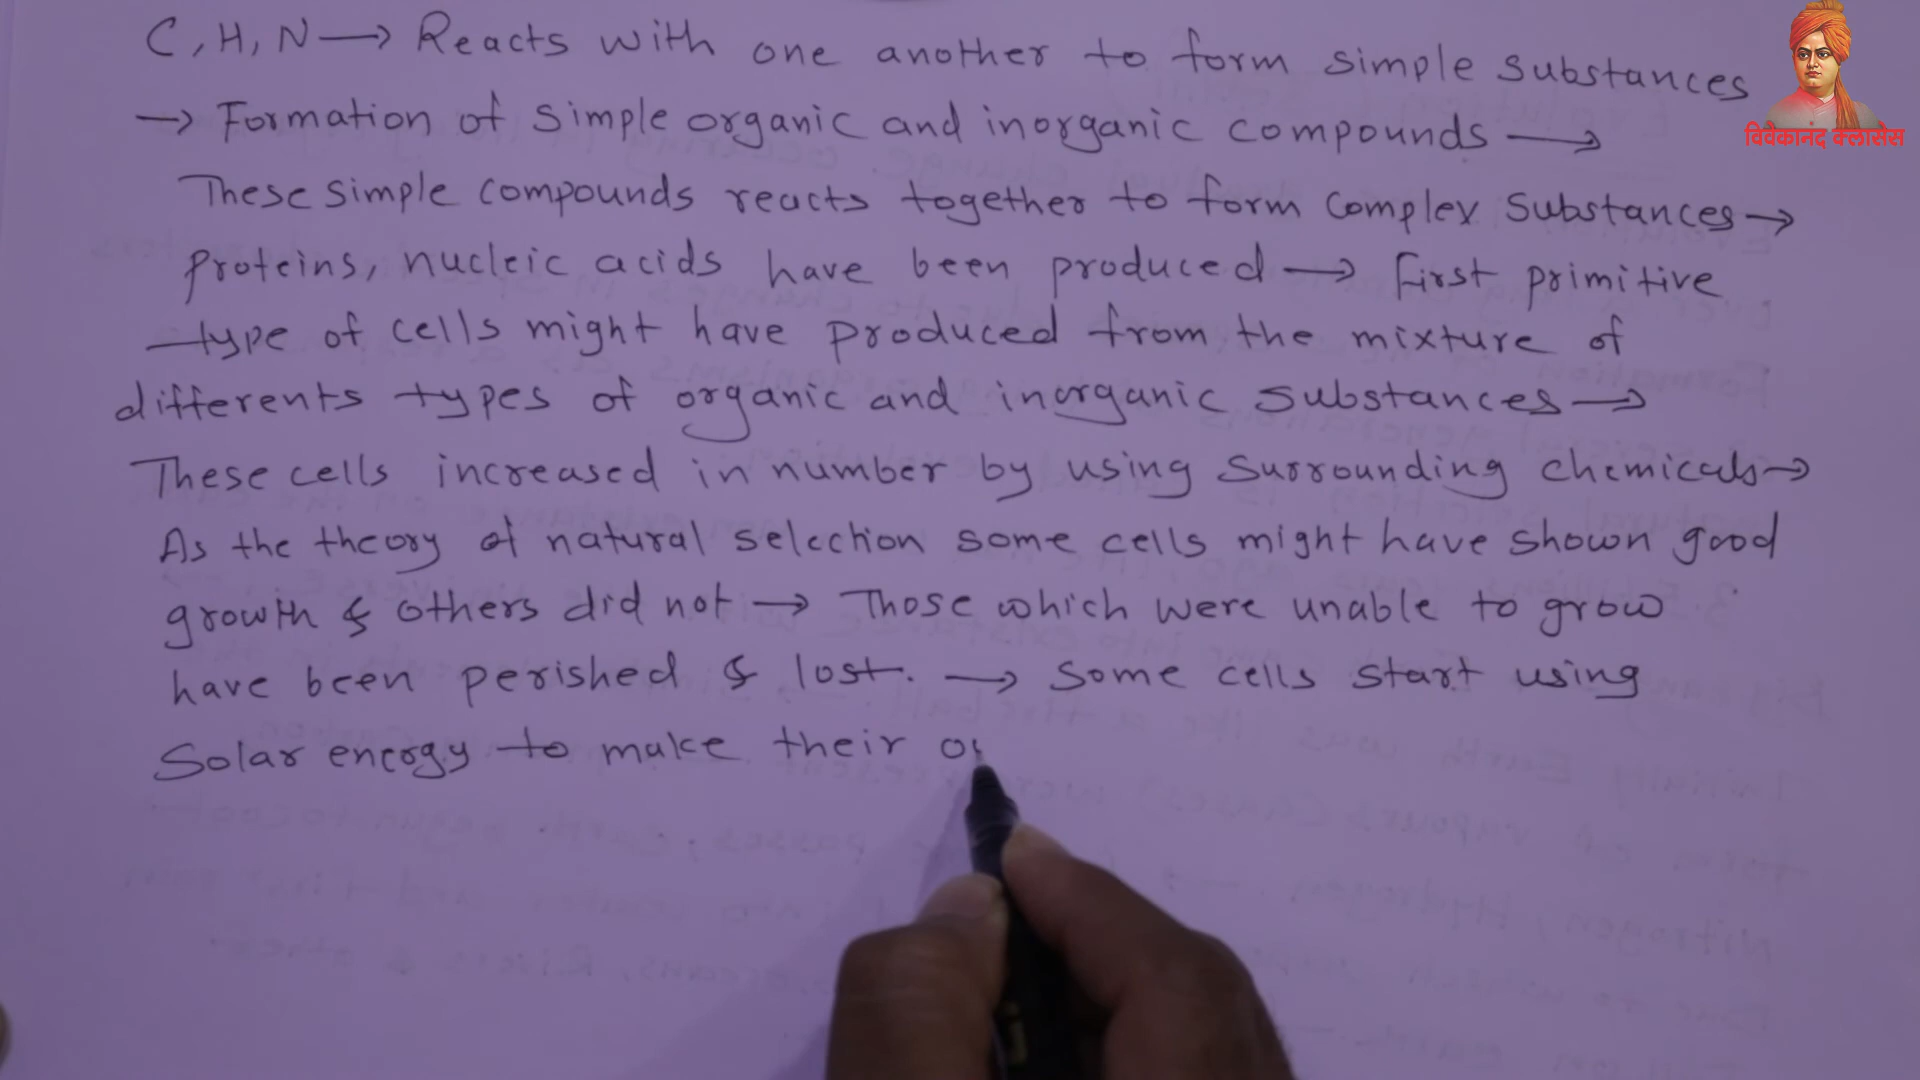 C, H, N → Reacts with one another to form simple substances
→ Formation of simple organic and inorganic compounds →
These simple compounds reacts together to form complex substances →
proteins, nucleic acids have been produced → First primitive
type of cells might have produced from the mixture of
differents types of organic and inorganic substances →
These cells increased in number by using surrounding chemicals →
As the theory of natural selection some cells might have shown good
growth & others did not → Those which were unable to grow
have been perished & lost. → Some cells start using
Solar energy to make their
विवेकानंद क्लासेस